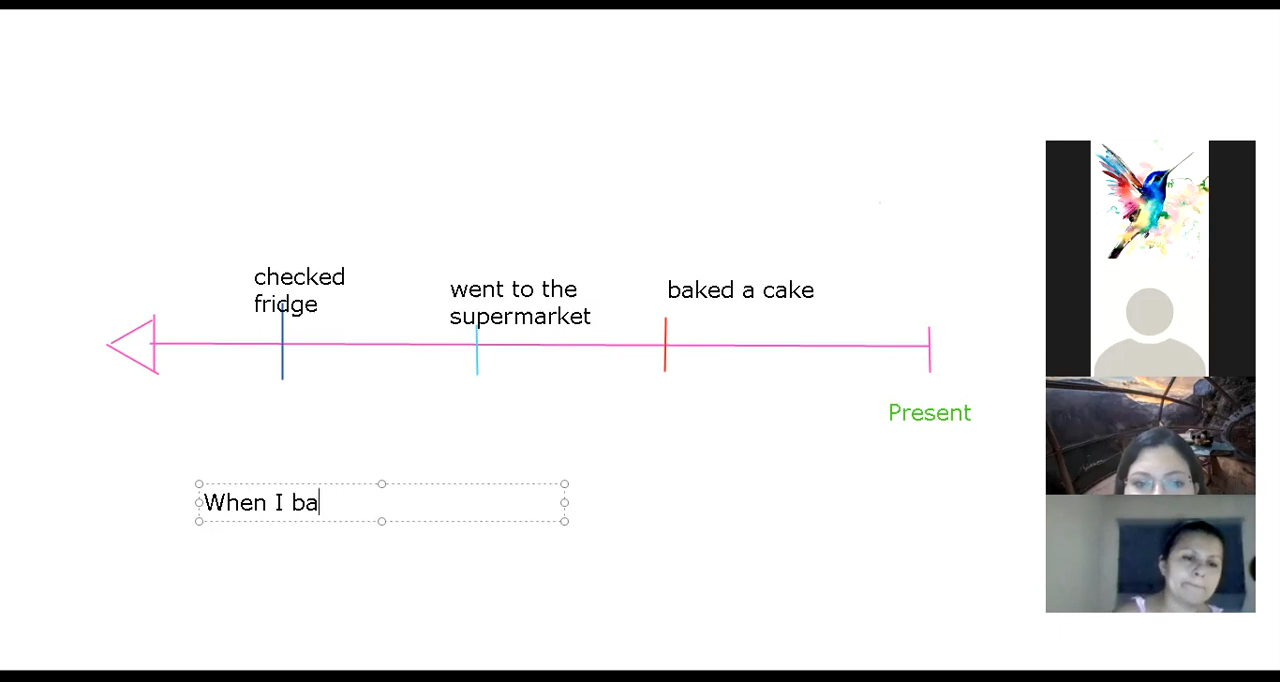 checked
fridge
went to the
supermarket
baked a cake
Present
When I ba